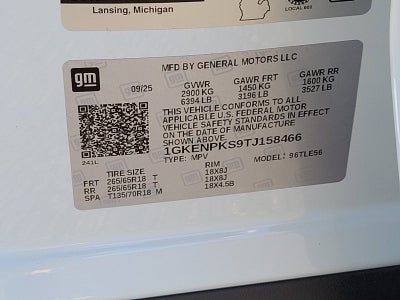 Lansing, Michigan
LOCAL 602
gm
MFD BY GENERAL MOTORS LLC
09/25 GVWR GAWR FRT GAWR RR
2900 KG 1450 KG 1600 KG
6394 LB 3196 LB 3527 LB
THIS VEHICLE CONFORMS TO ALL
APPLICABLE U.S. FEDERAL MOTOR
VEHICLE SAFETY STANDARDS IN EFFECT
ON THE DATE OF MANUFACTURE
SHOWN ABOVE.
1GKENPKS9TJ158466
TYPE: MPV MODEL: 96TLE56
241L
TIRE SIZE RIM
FRT 265/65R18 T 18X8J
RR 265/65R18 T 18X8J
SPA T135/70R18 M 18X4.5B